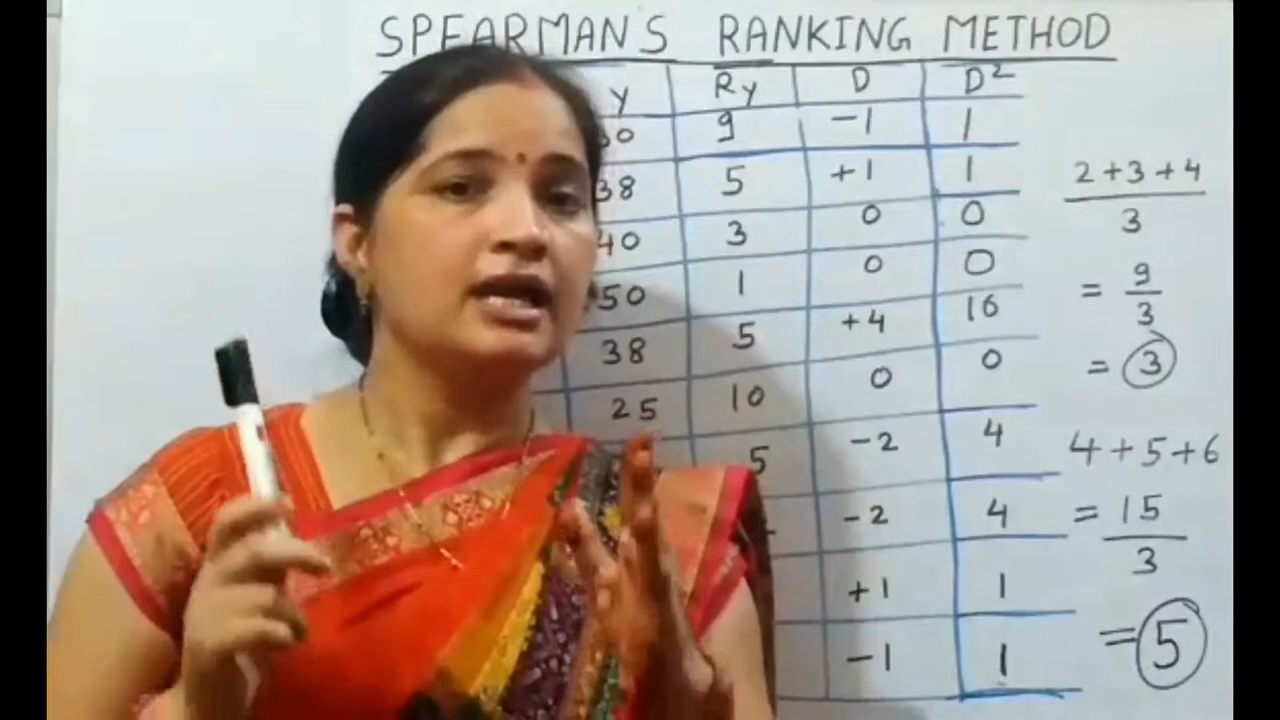 SPEARMAN'S RANKING METHOD
y Ry D D²
30 9 -1 1
38 5 +1 1
40 3 0 0
50 1 0 0
38 5 +4 16
25 10 0 0
5 -2 4
-2 4
+1 1
-1 1
2+3+4
3
= 9
3
= 3
4+5+6
= 15
3
= 5